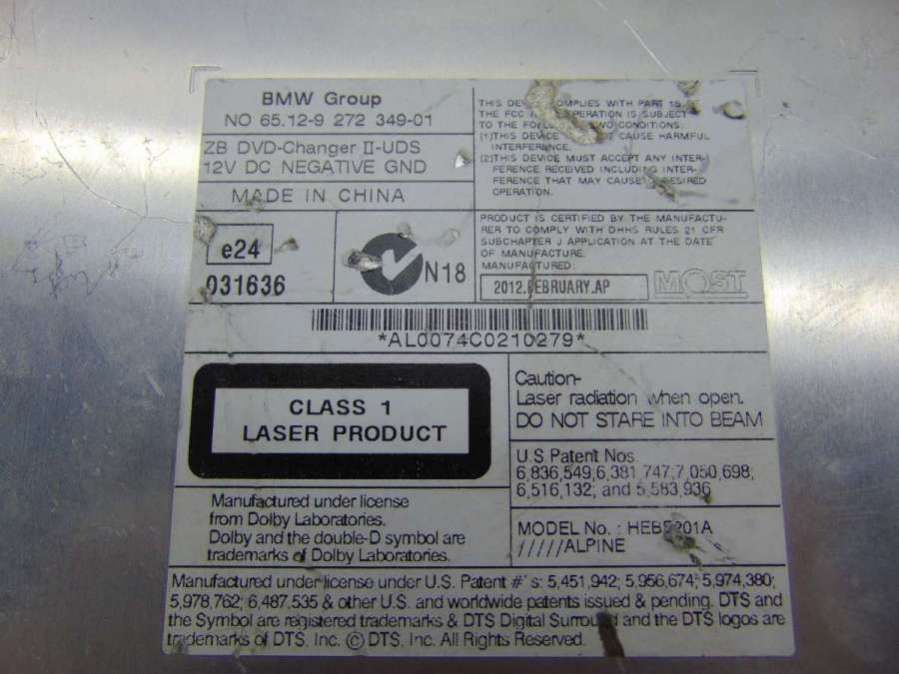 BMW Group
NO 65.12-9 272 349-01
ZB DVD-Changer II-UDS
12V DC NEGATIVE GND
MADE IN CHINA
THIS COMPLIES WITH PART 15
THE FCC OPERATION IS SUBJECT
TO THE TWO CONDITIONS:
(1)THIS DEVICE CAUSE HARMFUL
INTERFERENCE.
(2)THIS DEVICE MUST ACCEPT ANY INTER-
FERENCE RECEIVED INCLUDING INTER-
FERENCE THAT MAY CAUSE
OPERATION.
e24
031636
N18
PRODUCT IS CERTIFIED BY THE MANUFACTU-
RER TO COMPLY WITH DHHS RULES 21 CFR
SUBCHAPTER J APPLICATION AT THE DATE
OF MANUFACTURE.
MANUFACTURED:
2012.FEBRUARY.AP
MOST
*AL0074C0210279*
CLASS 1
LASER PRODUCT
Caution-
Laser radiation when open.
DO NOT STARE INTO BEAM
U.S Patent Nos.
6,836,549;6,381,747;7,050,698;
6,516,132; and 5,583,936
Manufactured under license
from Dolby Laboratories.
Dolby and the double-D symbol are
trademarks of Dolby Laboratories.
MODEL No. :
/////ALPINE
Manufactured under license under U.S. Patent #'s: 5,451,942; 5,956,674; 5,974,380;
5,978,762; 6,487,535 & other U.S. and worldwide patents issued & pending. DTS and
the Symbol are registered trademarks & DTS Digital Surround and the DTS logos are
trademarks of DTS, Inc. © DTS, Inc. All Rights Reserved.